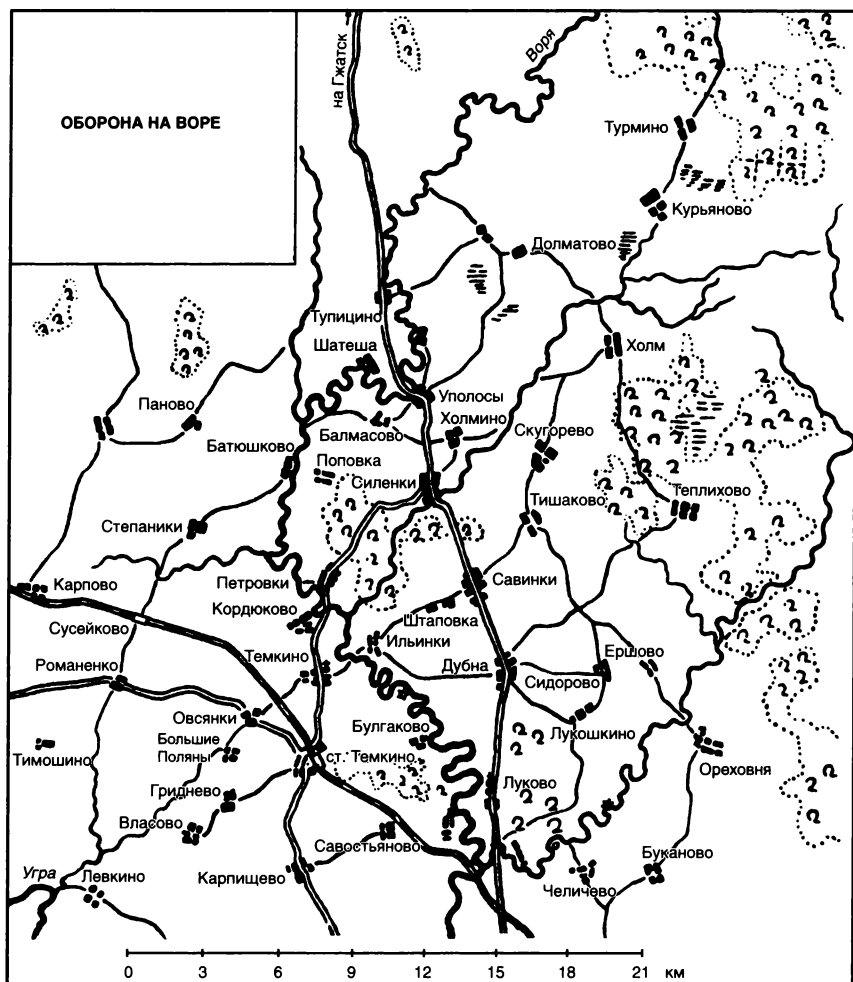 на Гжатск
Воря
ОБОРОНА НА ВОРЕ
Турмино
Курьяново
Долматово
Тупицино
Шатеша
Холм
Паново
Уполосы
Балмасово
Холмино
Скугорево
Батюшково
Поповка
Силенки
Теплихово
Тишаково
Степаники
Карпово
Петровки
Савинки
Кордюково
Штаповка
Сусейково
Ильинки
Ершово
Романенко
Темкино
Дубна
Сидорово
Овсянки
Булгаково
Лукошкино
Тимошино
Большие
Поляны
ст. Темкино
Ореховня
Гриднево
Луково
Власово
Савостьяново
Буканово
Угра
Левкино
Карпищево
Челичево
0 3 6 9 12 15 18 21 км